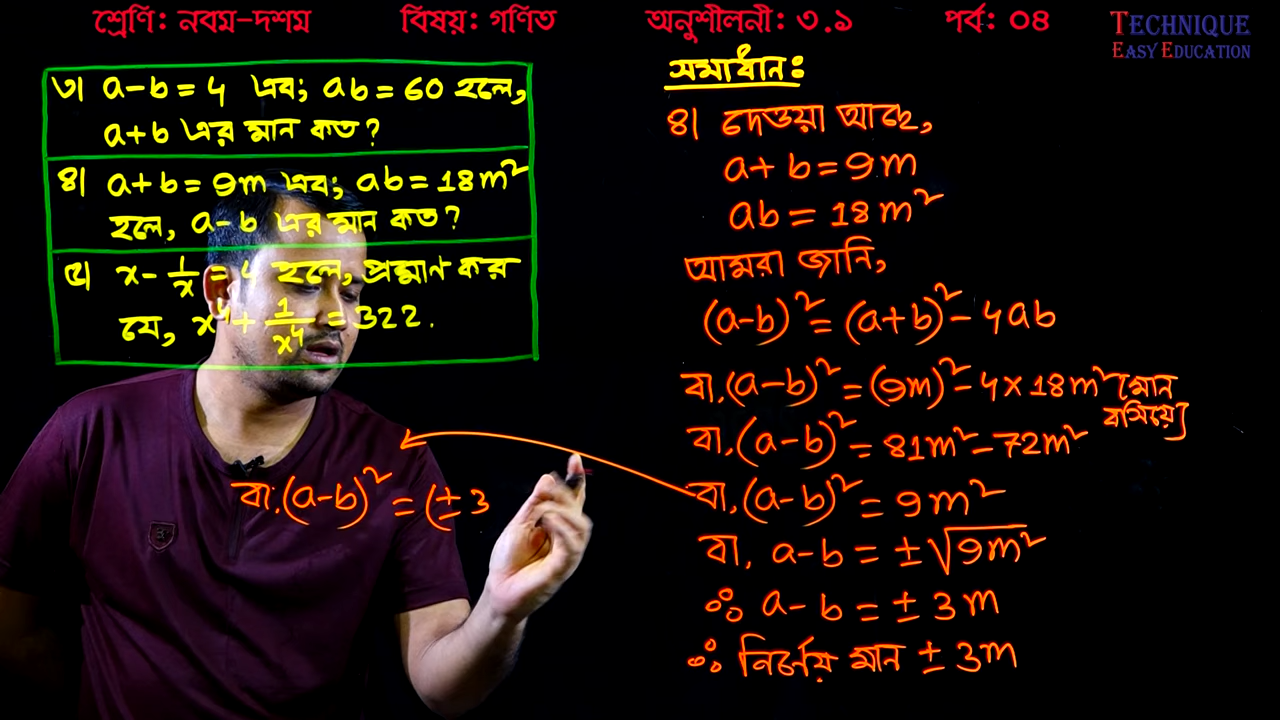 শ্রেণি: নবম-দশম বিষয়: গণিত অনুশীলনী: ৩.১ পর্ব: ০৪
TECHNIQUE
EASY EDUCATION
৩। a-b=4 এবং ab=60 হলে,
a+b এর মান কত?
৪। a+b=9m এবং ab=18m²
হলে, a-b এর মান কত?
৫। x-1/x=4 হলে, প্রমাণ কর
যে, x⁴+1/x⁴=322.
সমাধান:
৪। দেওয়া আছে,
a+b=9m
ab=18m²
আমরা জানি,
(a-b)²=(a+b)²-4ab
বা,(a-b)²=(9m)²-4×18m² [মান
বসিয়ে]
বা,(a-b)²=81m²-72m²
বা,(a-b)²=9m²
বা, a-b=±√9m²
∴ a-b=±3m
∴ নির্ণেয় মান ±3m
বা,(a-b)²=(±3